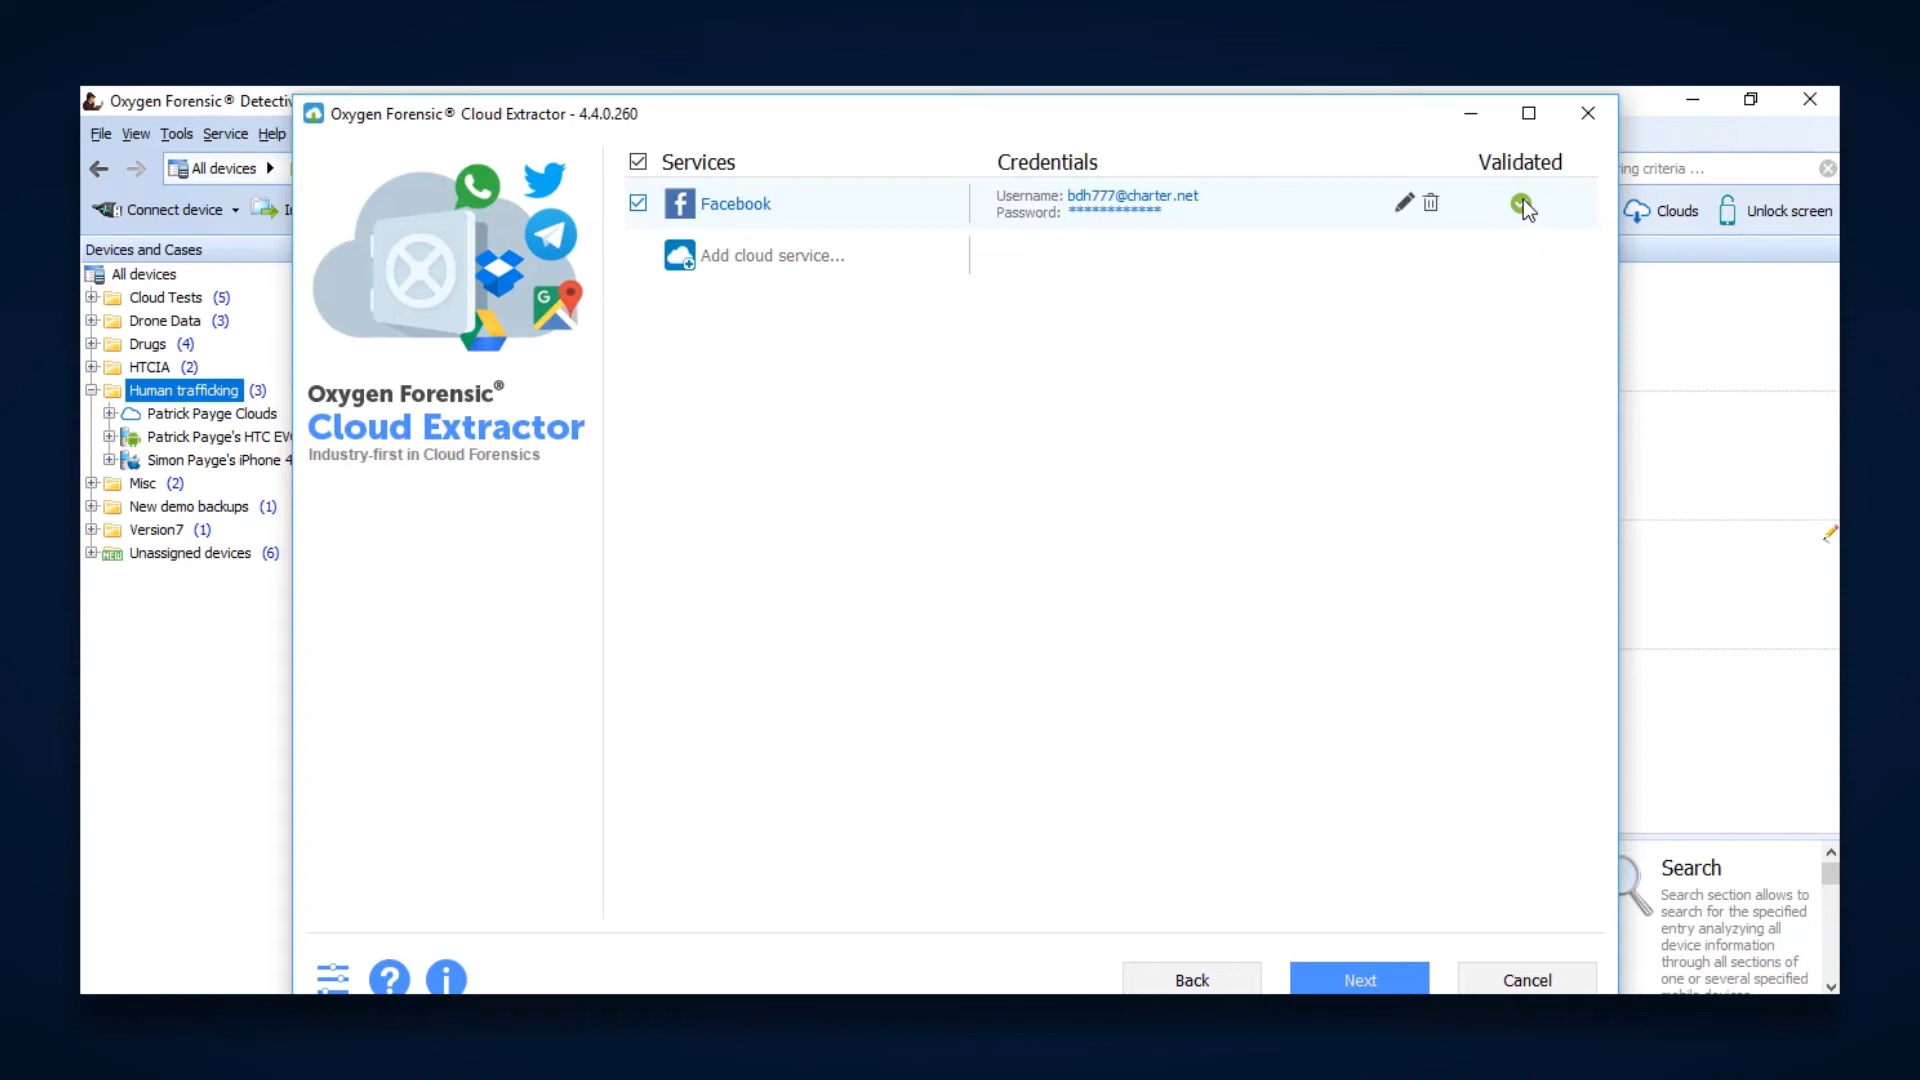 Oxygen Forensic® Detectiv
File View Tools Service Help
All devices
Connect device
Devices and Cases
All devices
Cloud Tests (5)
Drone Data (3)
Drugs (4)
HTCIA (2)
Human trafficking (3)
Patrick Payge Clouds
Patrick Payge's HTC EV
Simon Payge's iPhone 4
Misc (2)
New demo backups (1)
Version7 (1)
NEW Unassigned devices (6)
Oxygen Forensic® Cloud Extractor - 4.4.0.260
Oxygen Forensic®
Cloud Extractor
Industry-first in Cloud Forensics
Services Credentials Validated
Facebook
Username: bdh777@charter.net
Password: ************
Add cloud service...
Back Next Cancel
ing criteria ...
Clouds Unlock screen
Search
Search section allows to
search for the specified
entry analyzying all
device information
through all sections of
one or several specified